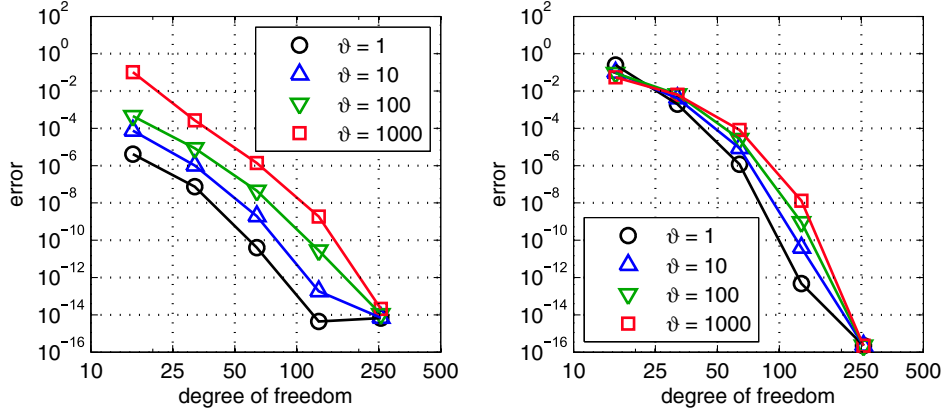 10^2
10^0
10^−2
10^−4
10^−6
10^−8
10^−10
10^−12
10^−14
10^−16
error
10 25 50 100 250 500
degree of freedom
ϑ = 1
ϑ = 10
ϑ = 100
ϑ = 1000
10^2
10^0
10^−2
10^−4
10^−6
10^−8
10^−10
10^−12
10^−14
10^−16
error
10 25 50 100 250 500
degree of freedom
ϑ = 1
ϑ = 10
ϑ = 100
ϑ = 1000